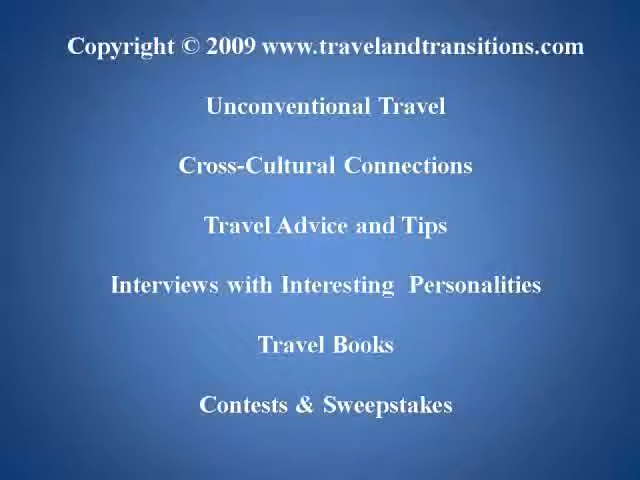 Copyright © 2009 www.travelandtransitions.com
Unconventional Travel
Cross-Cultural Connections
Travel Advice and Tips
Interviews with Interesting  Personalities
Travel Books
Contests & Sweepstakes